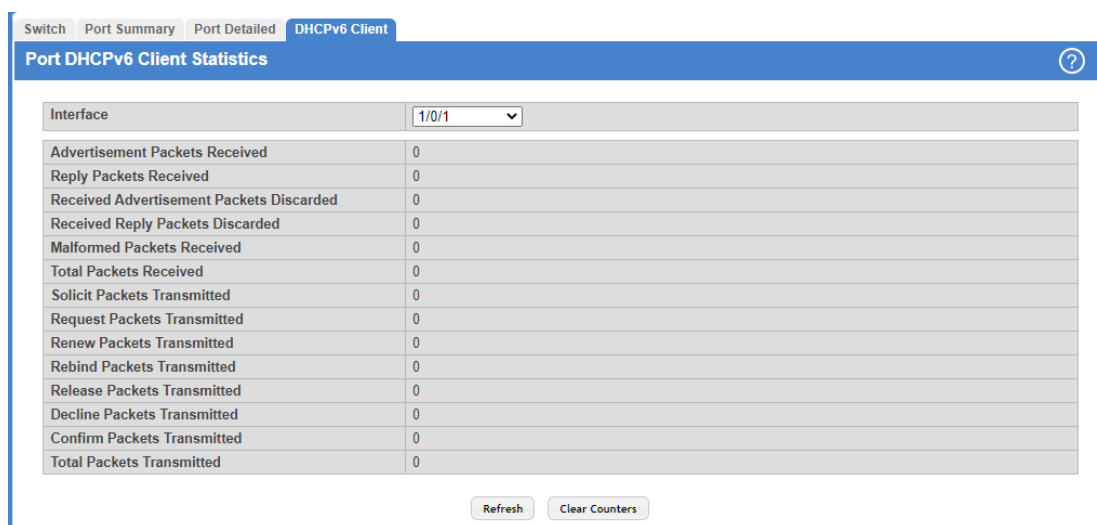 Switch Port Summary Port Detailed DHCPv6 Client
Port DHCPv6 Client Statistics ?
Interface 1/0/1
Advertisement Packets Received 0
Reply Packets Received 0
Received Advertisement Packets Discarded 0
Received Reply Packets Discarded 0
Malformed Packets Received 0
Total Packets Received 0
Solicit Packets Transmitted 0
Request Packets Transmitted 0
Renew Packets Transmitted 0
Rebind Packets Transmitted 0
Release Packets Transmitted 0
Decline Packets Transmitted 0
Confirm Packets Transmitted 0
Total Packets Transmitted 0
Refresh Clear Counters